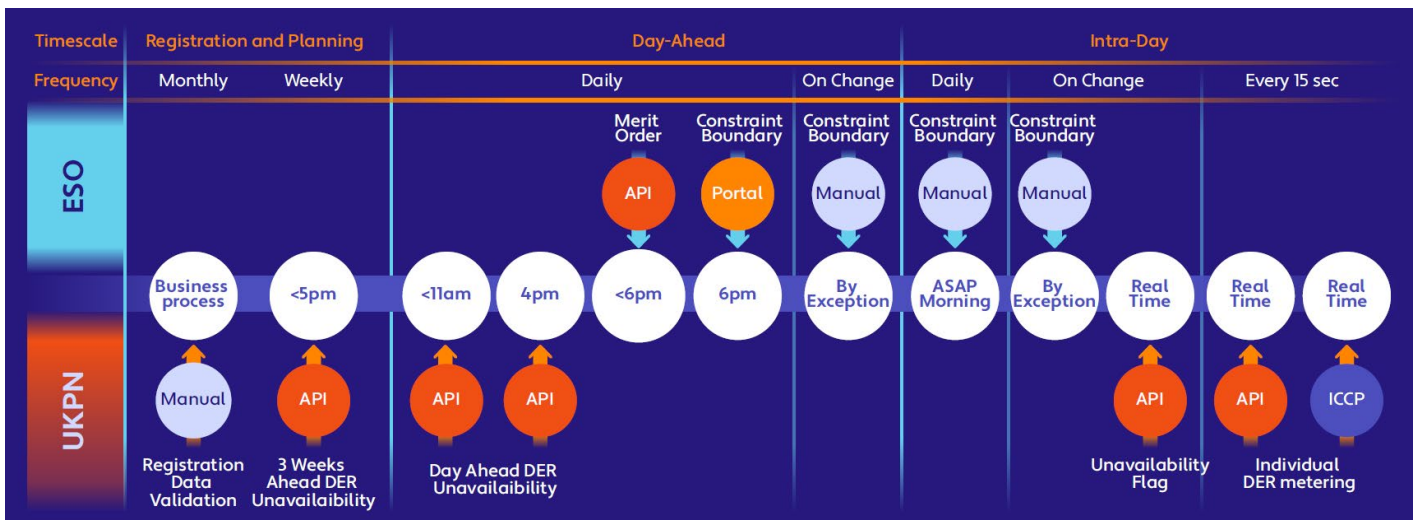 Timescale Registration and Planning Day-Ahead Intra-Day
Frequency Monthly Weekly Daily On Change Daily On Change Every 15 sec
Merit Order
Constraint Boundary
Constraint Boundary
Constraint Boundary
Constraint Boundary
ESO
API Portal Manual Manual Manual
Business process
<5pm
<11am
4pm
<6pm
6pm
By Exception
ASAP Morning
By Exception
Real Time
Real Time
Real Time
UKPN
Manual API API API API API ICCP
Registration
Data
Validation
3 Weeks
Ahead DER
Unavailaibility
Day Ahead DER
Unavailaibility
Unavailability
Flag
Individual
DER metering